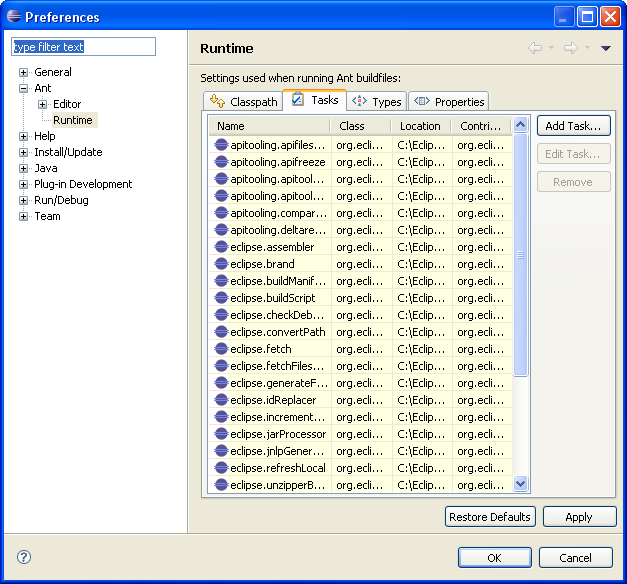 Preferences
type filter text
General
Ant
Editor
Runtime
Help
Install/Update
Java
Plug-in Development
Run/Debug
Team
Runtime
Settings used when running Ant buildfiles:
Classpath Tasks Types Properties
Name Class Location Contri...
apitooling.apifiles... org.ecli... C:\Eclip... org.ecli...
apitooling.apifreeze org.ecli... C:\Eclip... org.ecli...
apitooling.apitool... org.ecli... C:\Eclip... org.ecli...
apitooling.apitool... org.ecli... C:\Eclip... org.ecli...
apitooling.compar... org.ecli... C:\Eclip... org.ecli...
apitooling.deltare... org.ecli... C:\Eclip... org.ecli...
eclipse.assembler org.ecli... C:\Eclip... org.ecli...
eclipse.brand org.ecli... C:\Eclip... org.ecli...
eclipse.buildManif... org.ecli... C:\Eclip... org.ecli...
eclipse.buildScript org.ecli... C:\Eclip... org.ecli...
eclipse.checkDeb... org.ecli... C:\Eclip... org.ecli...
eclipse.convertPath org.ecli... C:\Eclip... org.ecli...
eclipse.fetch org.ecli... C:\Eclip... org.ecli...
eclipse.fetchFiles... org.ecli... C:\Eclip... org.ecli...
eclipse.generateF... org.ecli... C:\Eclip... org.ecli...
eclipse.idReplacer org.ecli... C:\Eclip... org.ecli...
eclipse.increment... org.ecli... C:\Eclip... org.ecli...
eclipse.jarProcessor org.ecli... C:\Eclip... org.ecli...
eclipse.jnlpGener... org.ecli... C:\Eclip... org.ecli...
eclipse.refreshLocal org.ecli... C:\Eclip... org.ecli...
eclipse.unzipperB... org.ecli... C:\Eclip... org.ecli...
Add Task...
Edit Task...
Remove
Restore Defaults Apply
OK Cancel